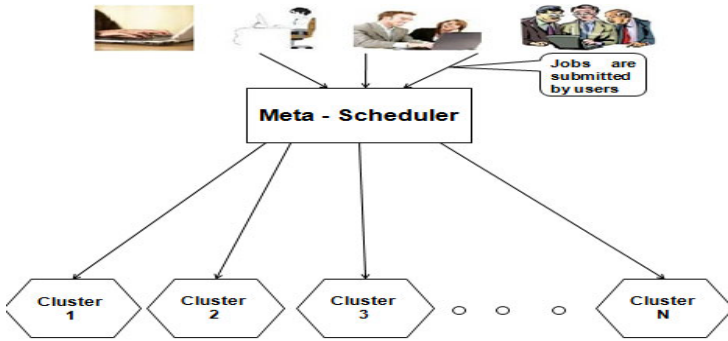 Jobs are
submitted
by users
Meta - Scheduler
Cluster
1
Cluster
2
Cluster
3
Cluster
N